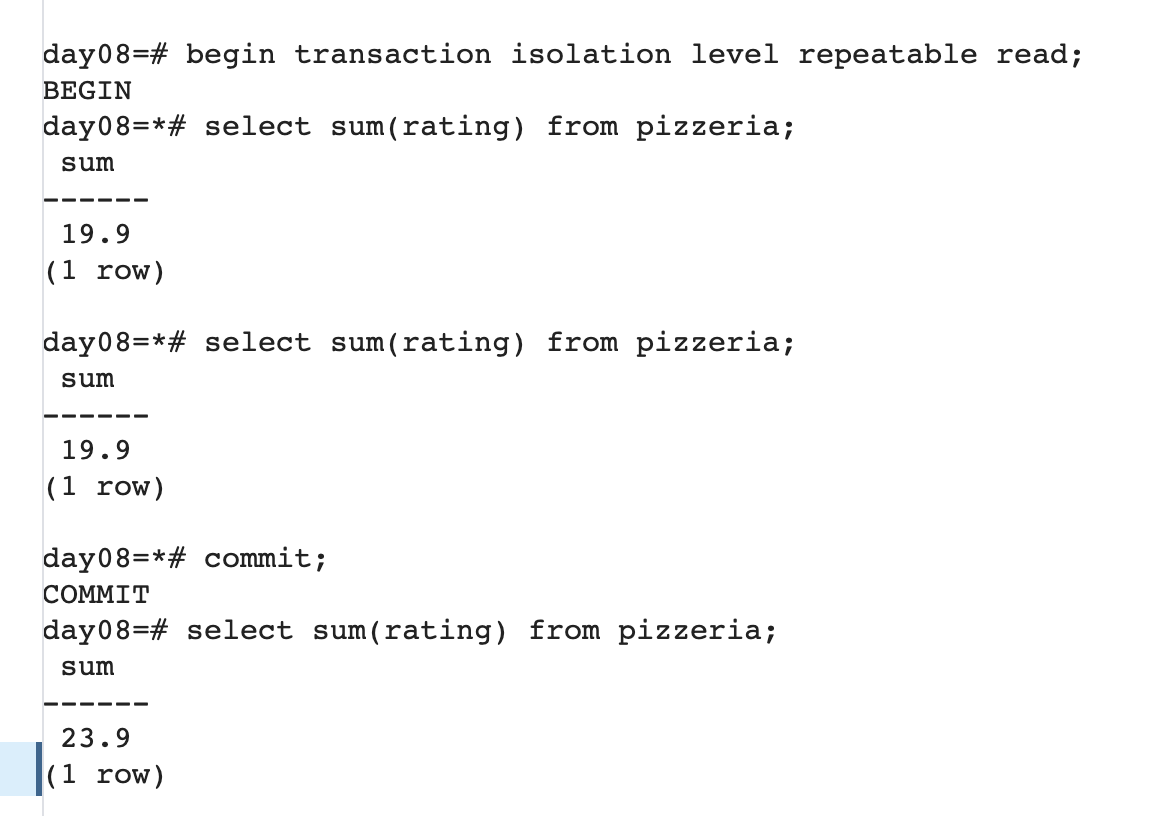 day08=# begin transaction isolation level repeatable read;
BEGIN
day08=*# select sum(rating) from pizzeria;
 sum
------
 19.9
(1 row)

day08=*# select sum(rating) from pizzeria;
 sum
------
 19.9
(1 row)

day08=*# commit;
COMMIT
day08=# select sum(rating) from pizzeria;
 sum
------
 23.9
(1 row)